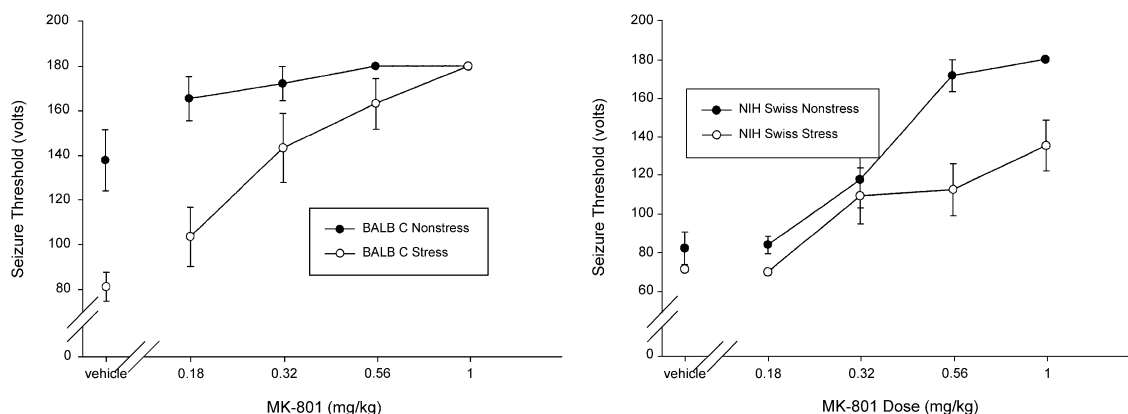 200
180
160
140
120
100
80
0
Seizure Threshold (volts)
BALB C Nonstress
BALB C Stress
vehicle 0.18 0.32 0.56 1
MK-801 (mg/kg)
200
180
160
140
120
100
80
60
0
Seizure Threshold (volts)
NIH Swiss Nonstress
NIH Swiss Stress
vehicle 0.18 0.32 0.56 1
MK-801 Dose (mg/kg)